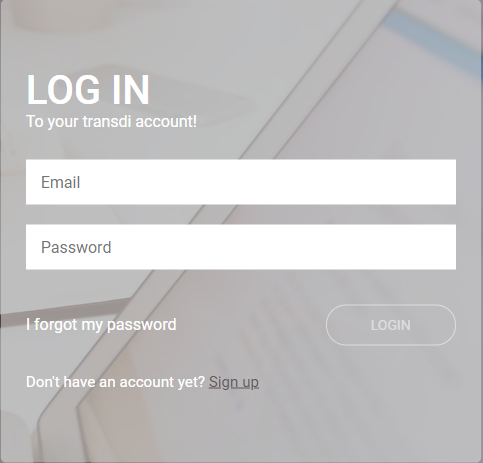 LOG IN
To your transdi account!
Email
Password
I forgot my password
LOGIN
Don't have an account yet? Sign up